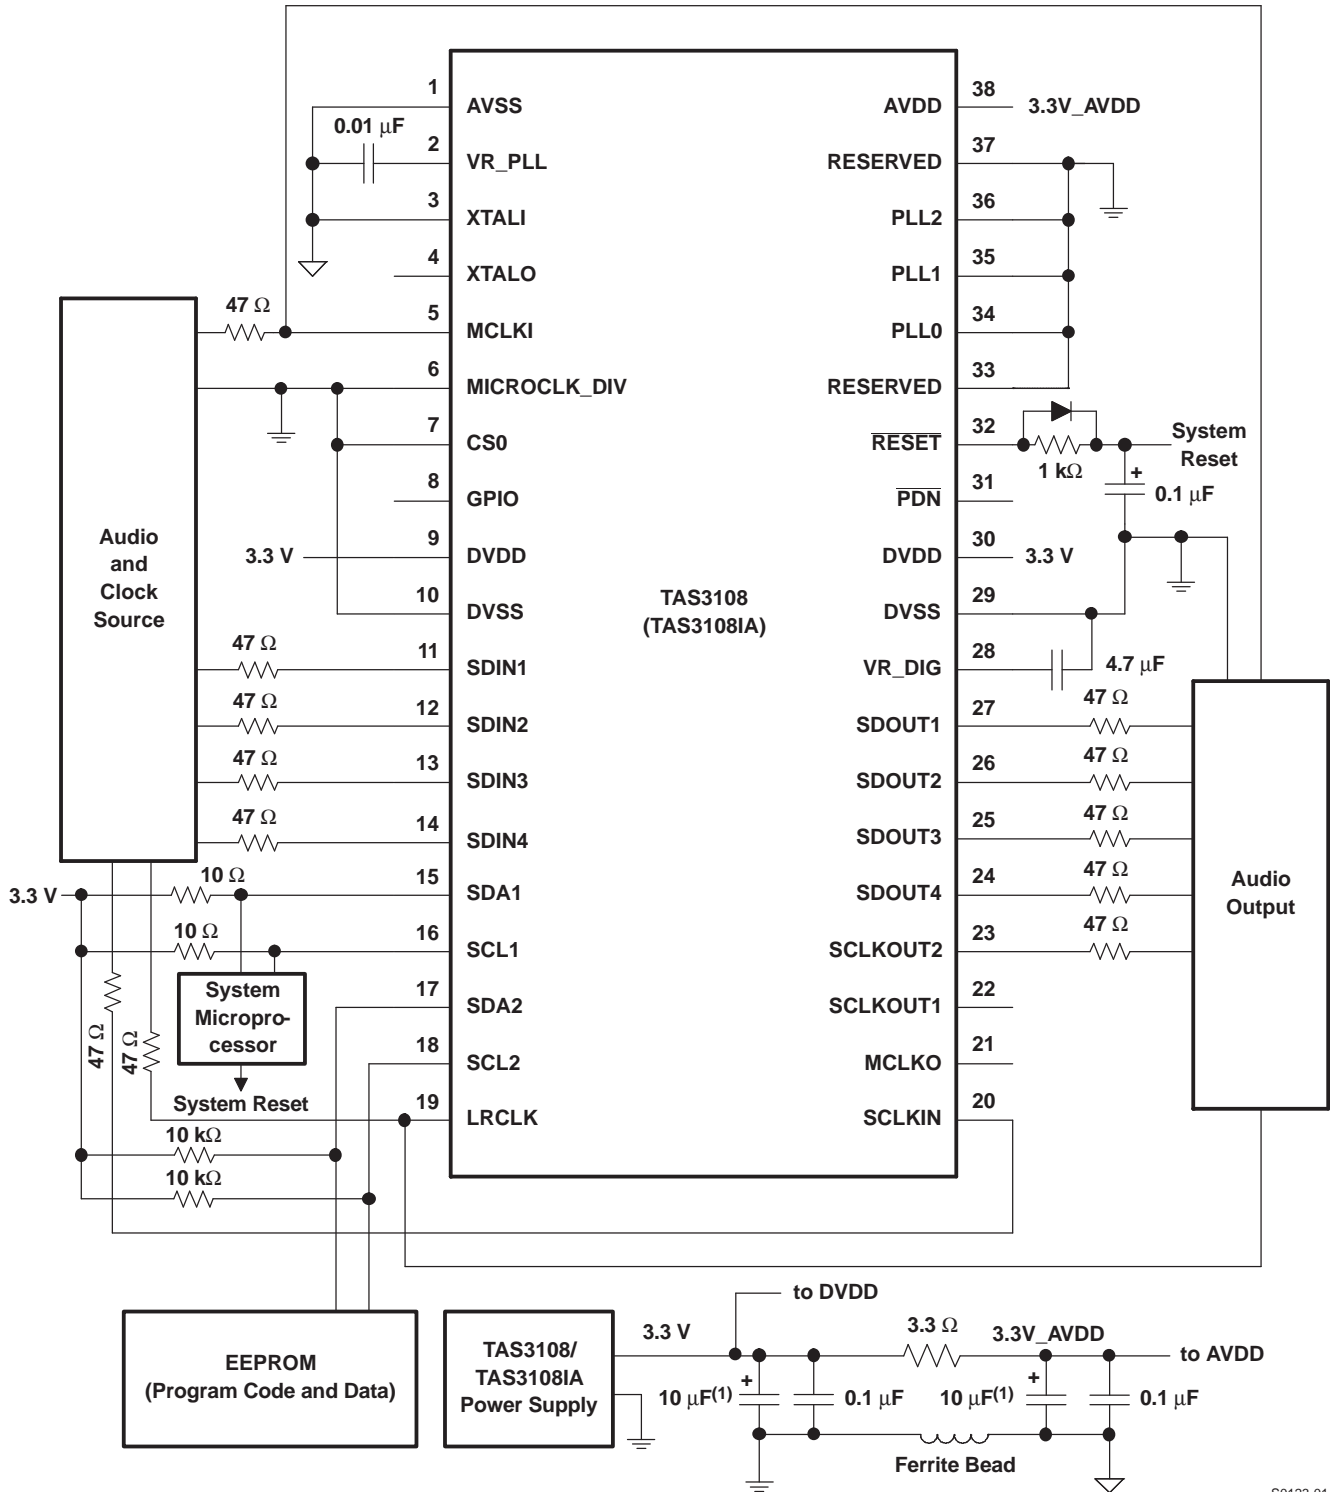 1
AVSS
0.01 μF
2
VR_PLL
3
XTALI
4
XTALO
47 Ω
5
MCLKI
6
MICROCLK_DIV
7
CS0
8
GPIO
3.3 V
9
DVDD
10
DVSS
47 Ω
11
SDIN1
47 Ω
12
SDIN2
47 Ω
13
SDIN3
47 Ω
14
SDIN4
3.3 V
10 Ω
15
SDA1
10 Ω
16
SCL1
17
SDA2
18
SCL2
19
LRCLK
Audio
and
Clock
Source
47 Ω
47 Ω
System
Micropro-
cessor
System Reset
10 kΩ
10 kΩ
TAS3108
(TAS3108IA)
38
AVDD
3.3V_AVDD
37
RESERVED
36
PLL2
35
PLL1
34
PLL0
33
RESERVED
32
RESET
1 kΩ
System
Reset
31
PDN
+
0.1 μF
30
DVDD
3.3 V
29
DVSS
28
VR_DIG
4.7 μF
27
SDOUT1
47 Ω
26
SDOUT2
47 Ω
25
SDOUT3
47 Ω
24
SDOUT4
47 Ω
23
SCLKOUT2
47 Ω
22
SCLKOUT1
21
MCLKO
20
SCLKIN
Audio
Output
EEPROM
(Program Code and Data)
TAS3108/
TAS3108IA
Power Supply
3.3 V
to DVDD
3.3 Ω
3.3V_AVDD
to AVDD
+
10 μF(1)
0.1 μF
+
10 μF(1)
0.1 μF
Ferrite Bead